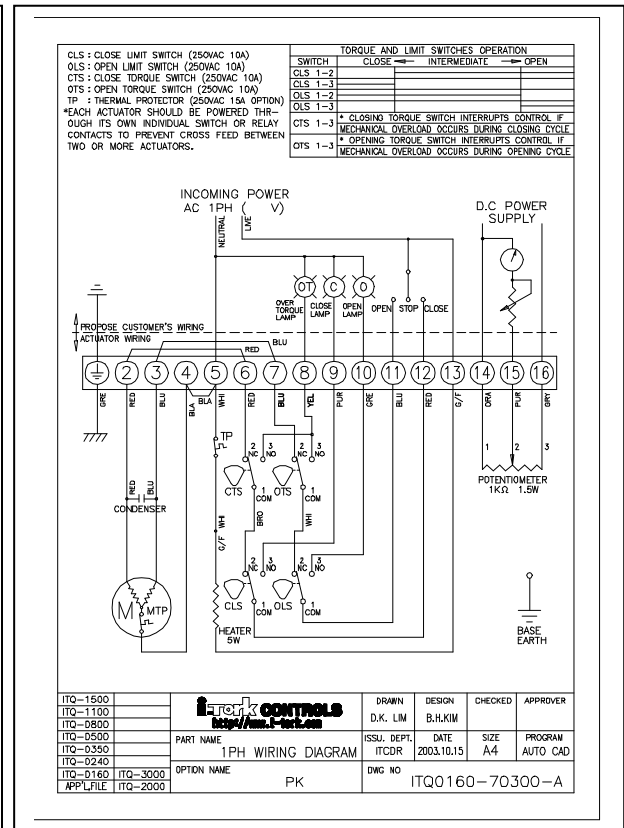 CLS : CLOSE LIMIT SWITCH (250VAC 10A)
OLS : OPEN LIMIT SWITCH (250VAC 10A)
CTS : CLOSE TORQUE SWITCH (250VAC 10A)
OTS : OPEN TORQUE SWITCH (250VAC 10A)
TP : THERMAL PROTECTOR (250VAC 15A OPTION)
*EACH ACTUATOR SHOULD BE POWERED THR-
OUGH ITS OWN INDIVIDUAL SWITCH OR RELAY
CONTACTS TO PREVENT CROSS FEED BETWEEN
TWO OR MORE ACTUATORS.
TORQUE AND LIMIT SWITCHES OPERATION
SWITCH CLOSE INTERMEDIATE OPEN
CLS 1-2
CLS 1-3
OLS 1-2
OLS 1-3
CTS 1-3 * CLOSING TORQUE SWITCH INTERRUPTS CONTROL IF
MECHANICAL OVERLOAD OCCURS DURING CLOSING CYCLE
OTS 1-3 * OPENING TORQUE SWITCH INTERRUPTS CONTROL IF
MECHANICAL OVERLOAD OCCURS DURING OPENING CYCLE
INCOMING POWER
AC 1PH ( V)
NEUTRAL
LIVE
D.C POWER
SUPPLY
OT C O
OVER
TORQUE
LAMP
CLOSE
LAMP
OPEN
LAMP
OPEN STOP CLOSE
PROPOSE CUSTOMER'S WIRING
ACTUATOR WIRING
BLU
RED
2 3 4 5 6 7 8 9 10 11 12 13 14 15 16
GRE RED BLU BLA BLA WHI RED BLU YEL PUR GRE BLU RED G/F ORA PUR GRY
TP
1 2 3
POTENTIOMETER
1KΩ 1.5W
2 NC 3 NO
2 NC 3 NO
CTS
1 COM
OTS
1 COM
RED
BLU
CONDENSER
WHI
G/F
BRO
WHI
2 NC 3 NO
2 NC 3 NO
CLS
1 COM
OLS
1 COM
M MTP
HEATER
5W
BASE
EARTH
ITQ-1500
ITQ-1100
ITQ-0800
ITQ-0500
ITQ-0350
ITQ-0240
ITQ-0160 ITQ-3000
APP'L,FILE ITQ-2000
i-Tork CONTROLS
http://www.i-tork.com
PART NAME
1PH WIRING DIAGRAM
OPTION NAME
PK
DRAWN DESIGN CHECKED APPROVER
D.K. LIM B.H.KIM
ISSU. DEPT. DATE SIZE PROGRAM
ITCDR 2003.10.15 A4 AUTO CAD
DWG NO
ITQ0160-70300-A